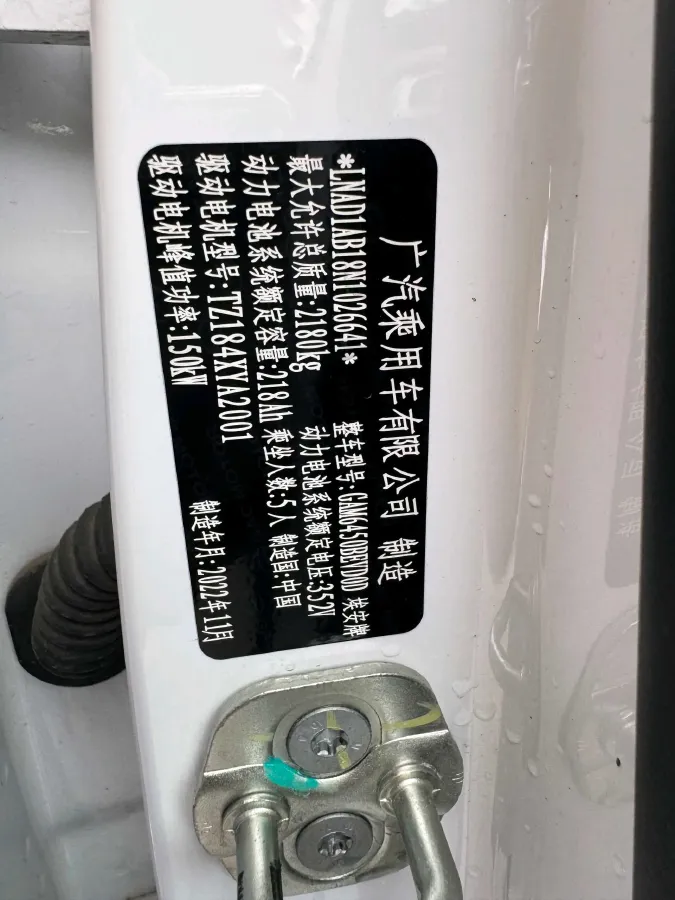 广汽乘用车有限公司 制造
*LNAD1AB18N1026641* 整车型号:GAM6450BEVD0D 埃安牌
最大允许总质量:2180kg 动力电池系统额定电压:352V
动力电池系统额定容量:218Ah 乘坐人数:5人 制造国:中国
驱动电机型号:TZ184XYA2001
驱动电机峰值功率:150kW 制造年月:2022年11月